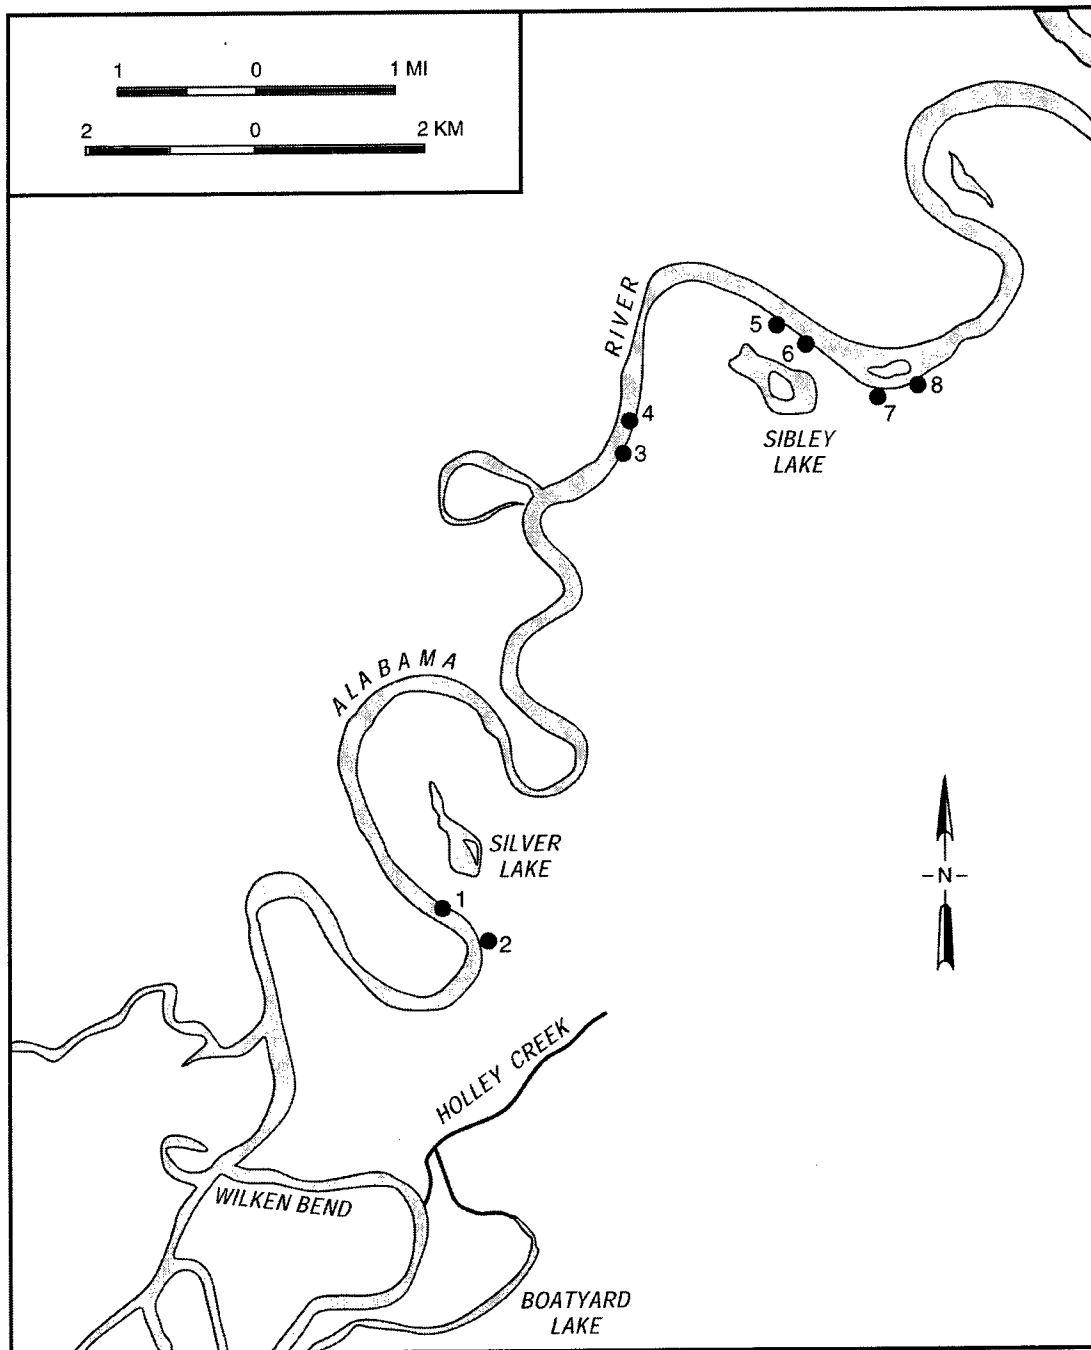 1 0 1 MI
2 0 2 KM
RIVER
5
6
8
7
4
3
SIBLEY
LAKE
ALABAMA
SILVER
LAKE
-N-
1
2
HOLLEY CREEK
WILKEN BEND
BOATYARD
LAKE